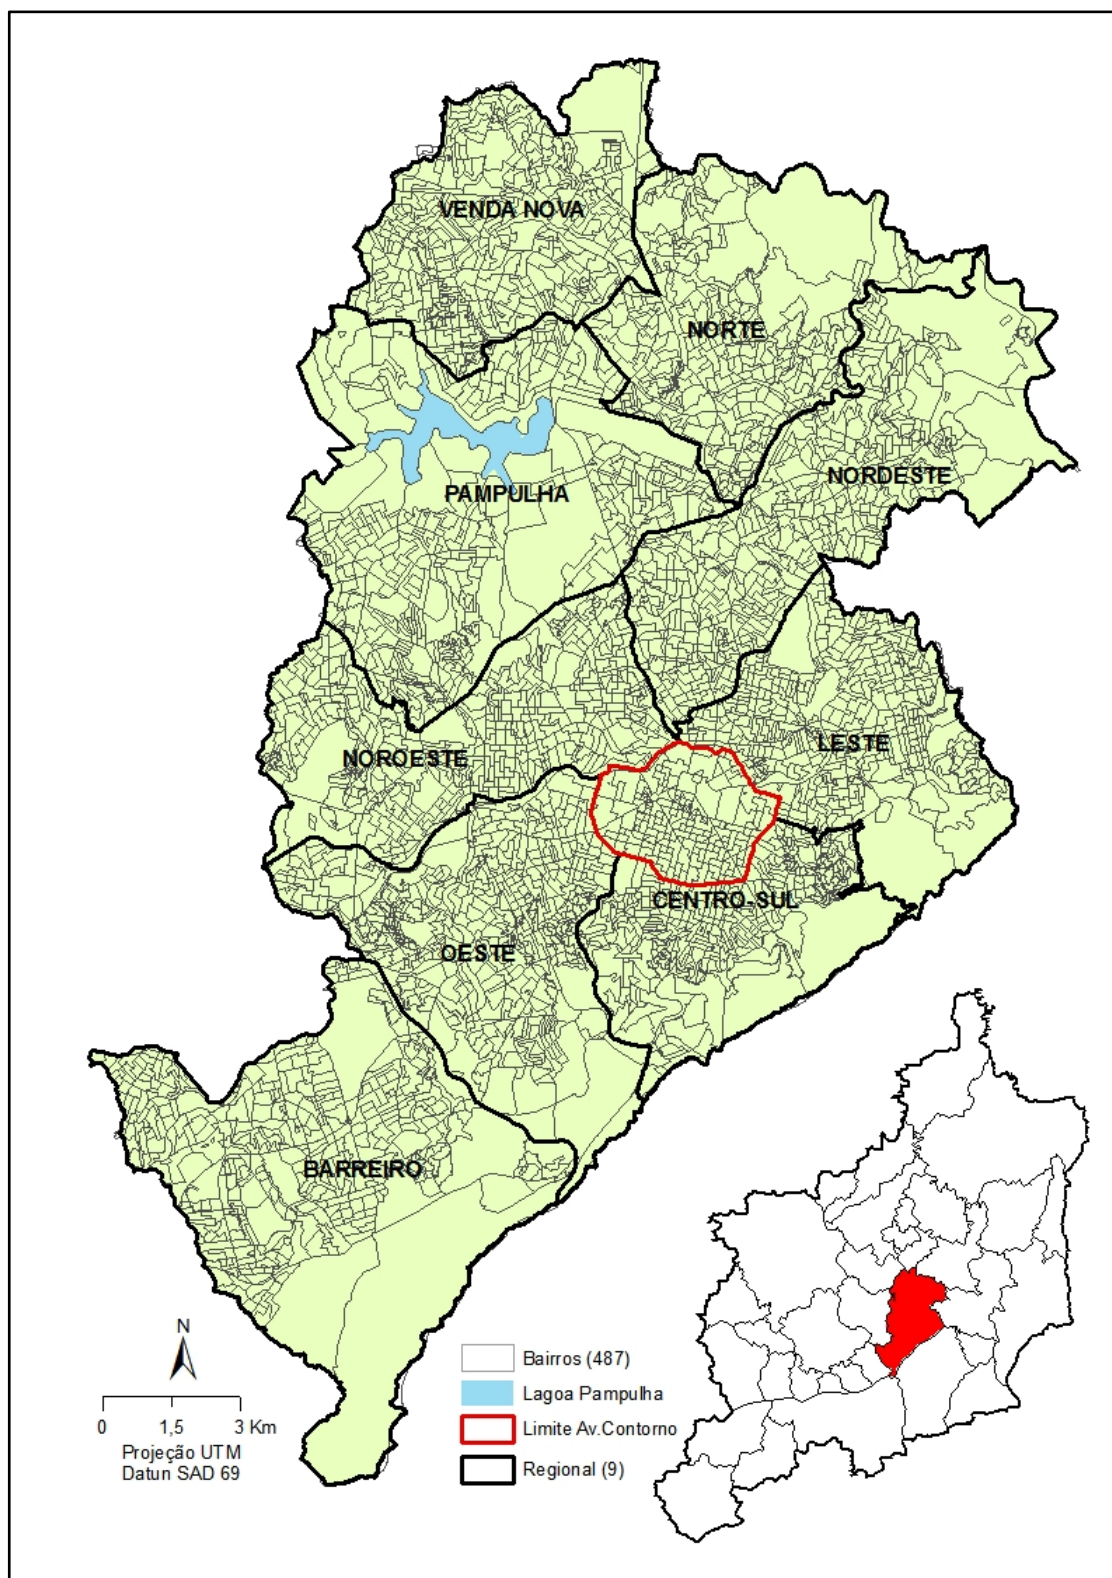 VENDA NOVA
NORTE
NORDESTE
PAMPULHA
LESTE
NOROESTE
CENTRO-SUL
OESTE
BARREIRO
N
0 1,5 3 Km
Projeção UTM
Datun SAD 69
Bairros (487)
Lagoa Pampulha
Limite Av.Contorno
Regional (9)